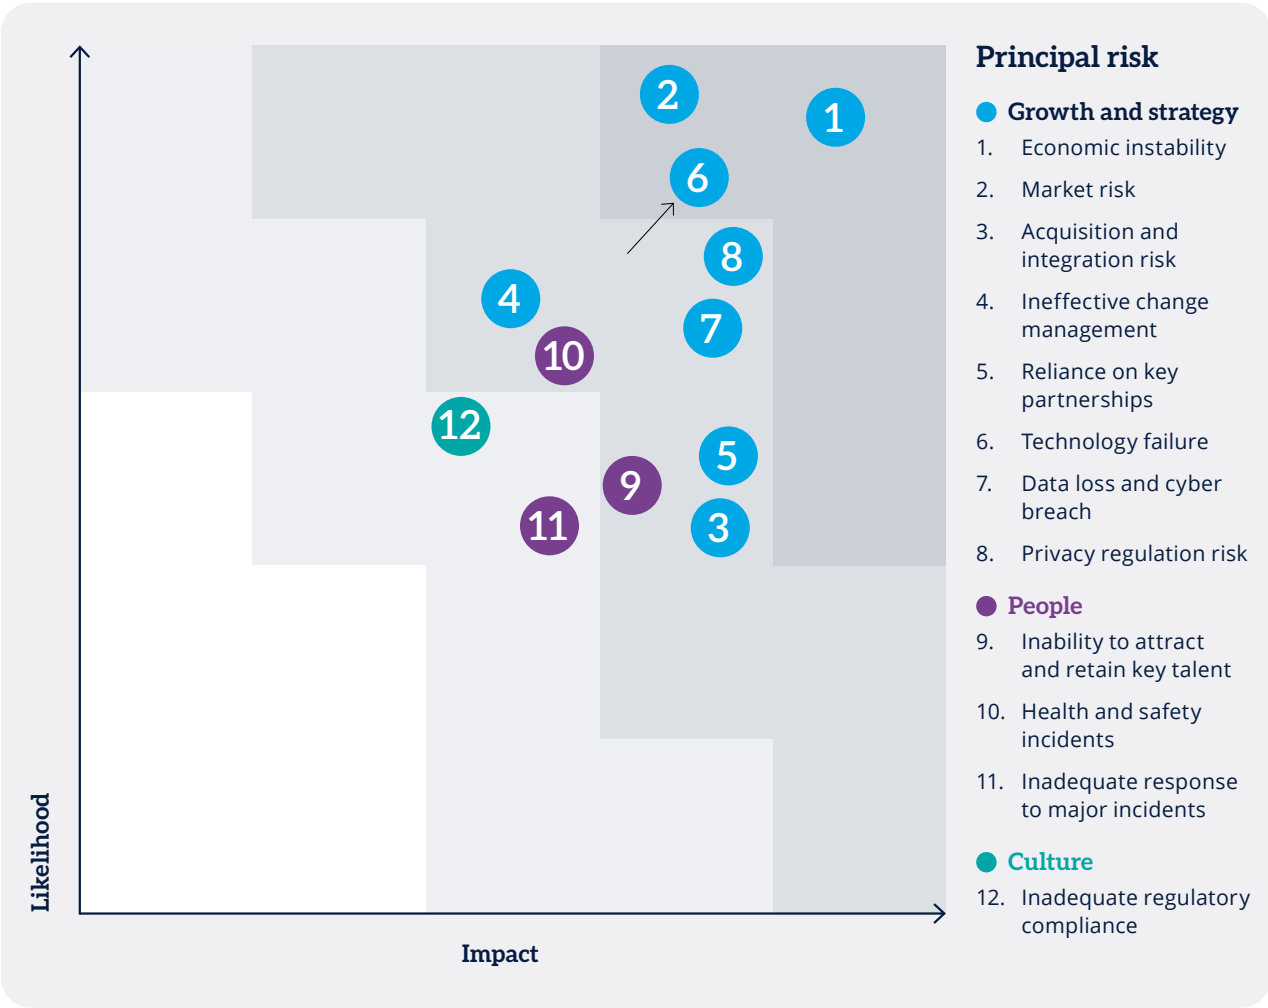 2
1
6
8
4
7
10
12
5
9
11
3
Likelihood
Impact
Principal risk
Growth and strategy
1. Economic instability
2. Market risk
3. Acquisition and
integration risk
4. Ineffective change
management
5. Reliance on key
partnerships
6. Technology failure
7. Data loss and cyber
breach
8. Privacy regulation risk
People
9. Inability to attract
and retain key talent
10. Health and safety
incidents
11. Inadequate response
to major incidents
Culture
12. Inadequate regulatory
compliance